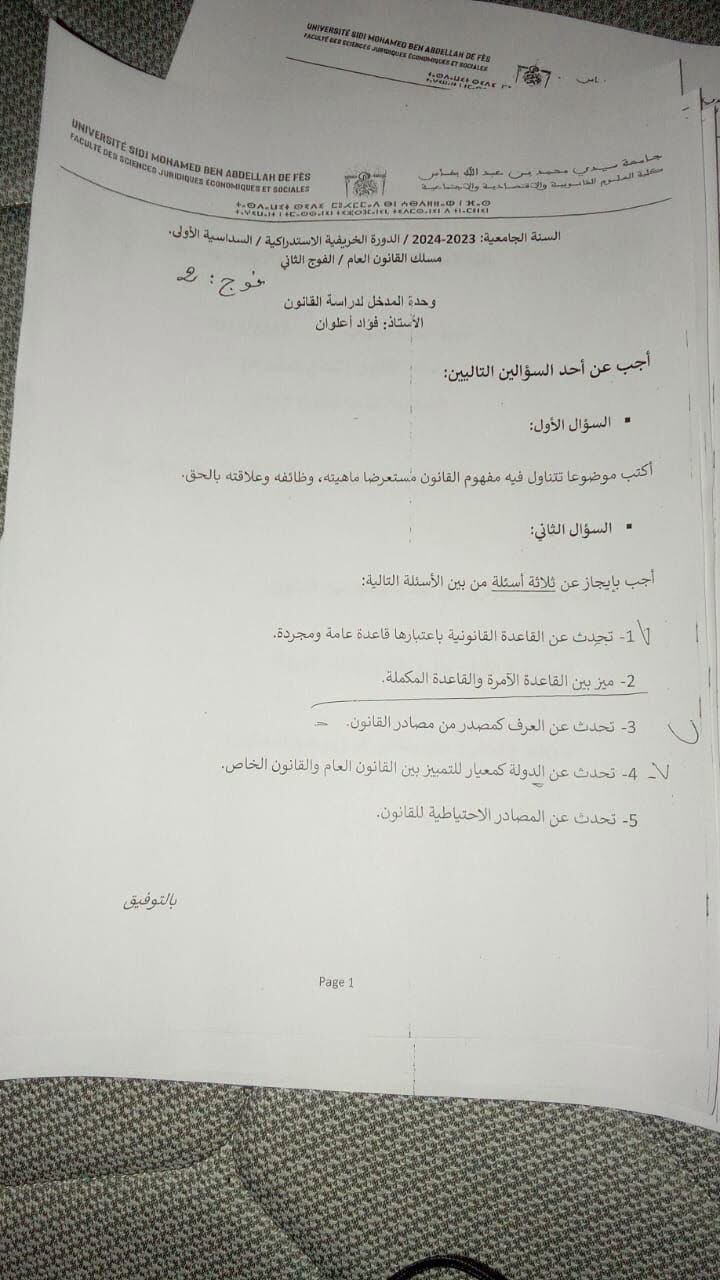 UNIVERSITÉ SIDI MOHAMED BEN ABDELLAH DE FÈS
FACULTÉ DES SCIENCES JURIDIQUES ÉCONOMIQUES ET SOCIALES
UNIVERSITÉ SIDI MOHAMED BEN ABDELLAH DE FÈS
FACULTÉ DES SCIENCES JURIDIQUES ÉCONOMIQUES ET SOCIALES
جامعة سيدي محمد بن عبد الله بفاس
كلية العلوم القانونية والاقتصادية والاجتماعية
السنة الجامعية: 2023-2024 / الدورة الخريفية الاستدراكية / السداسية الأولى.
مسلك القانون العام / الفوج الثاني
فوج: 2
وحدة المدخل لدراسة القانون
الأستاذ: فؤاد أعلوان
أجب عن أحد السؤالين التاليين:
▪ السؤال الأول:
أكتب موضوعا تتناول فيه مفهوم القانون مستعرضا ماهيته، وظائفه وعلاقته بالحق.
▪ السؤال الثاني:
أجب بإيجاز عن ثلاثة أسئلة من بين الأسئلة التالية:
1- تحدث عن القاعدة القانونية باعتبارها قاعدة عامة ومجردة.
2- ميز بين القاعدة الآمرة والقاعدة المكملة.
3- تحدث عن العرف كمصدر من مصادر القانون.
4- تحدث عن الدولة كمعيار للتمييز بين القانون العام والقانون الخاص.
5- تحدث عن المصادر الاحتياطية للقانون.
بالتوفيق
Page 1